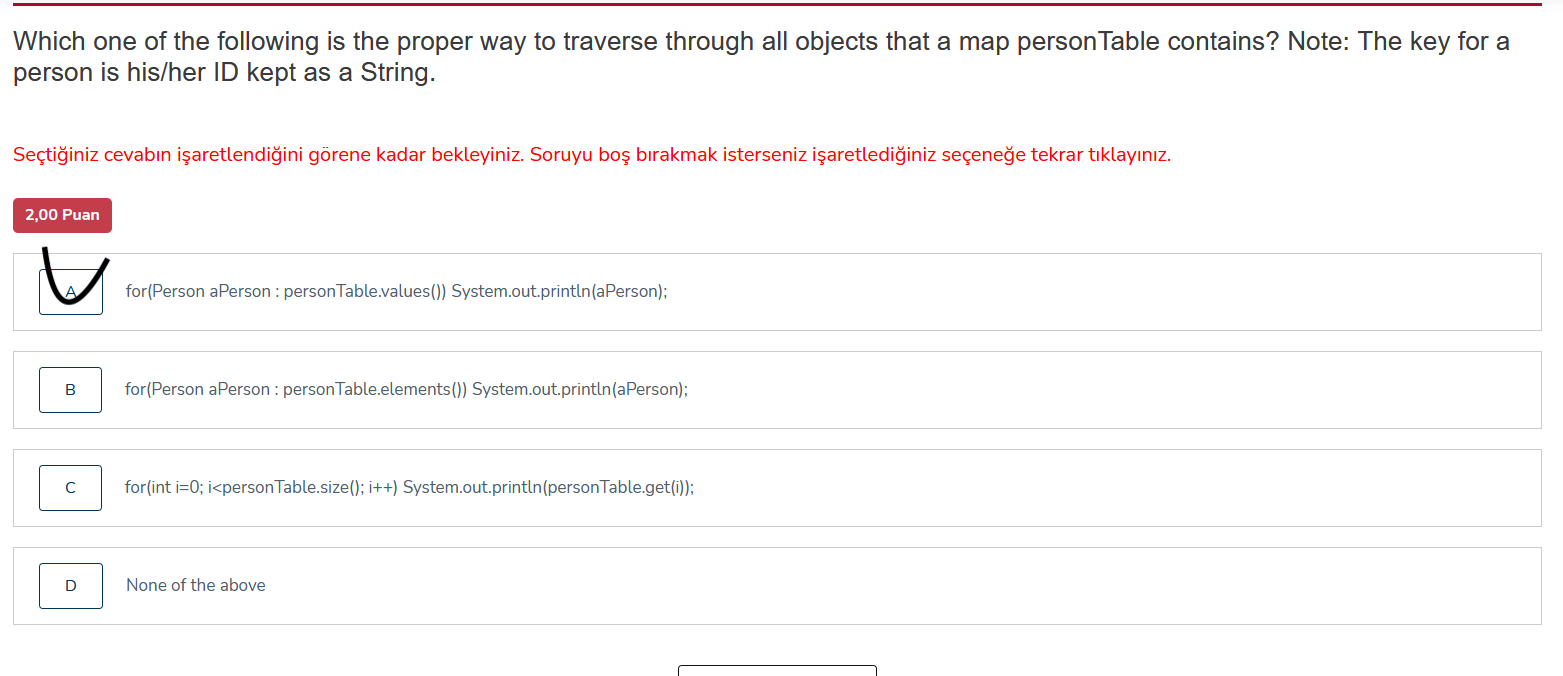 Which one of the following is the proper way to traverse through all objects that a map personTable contains? Note: The key for a
person is his/her ID kept as a String.
Seçtiğiniz cevabın işaretlendiğini görene kadar bekleyiniz. Soruyu boş bırakmak isterseniz işaretlediğiniz seçeneğe tekrar tıklayınız.
2,00 Puan
A for(Person aPerson : personTable.values()) System.out.println(aPerson);
B for(Person aPerson : personTable.elements()) System.out.println(aPerson);
C for(int i=0; i<personTable.size(); i++) System.out.println(personTable.get(i));
D None of the above